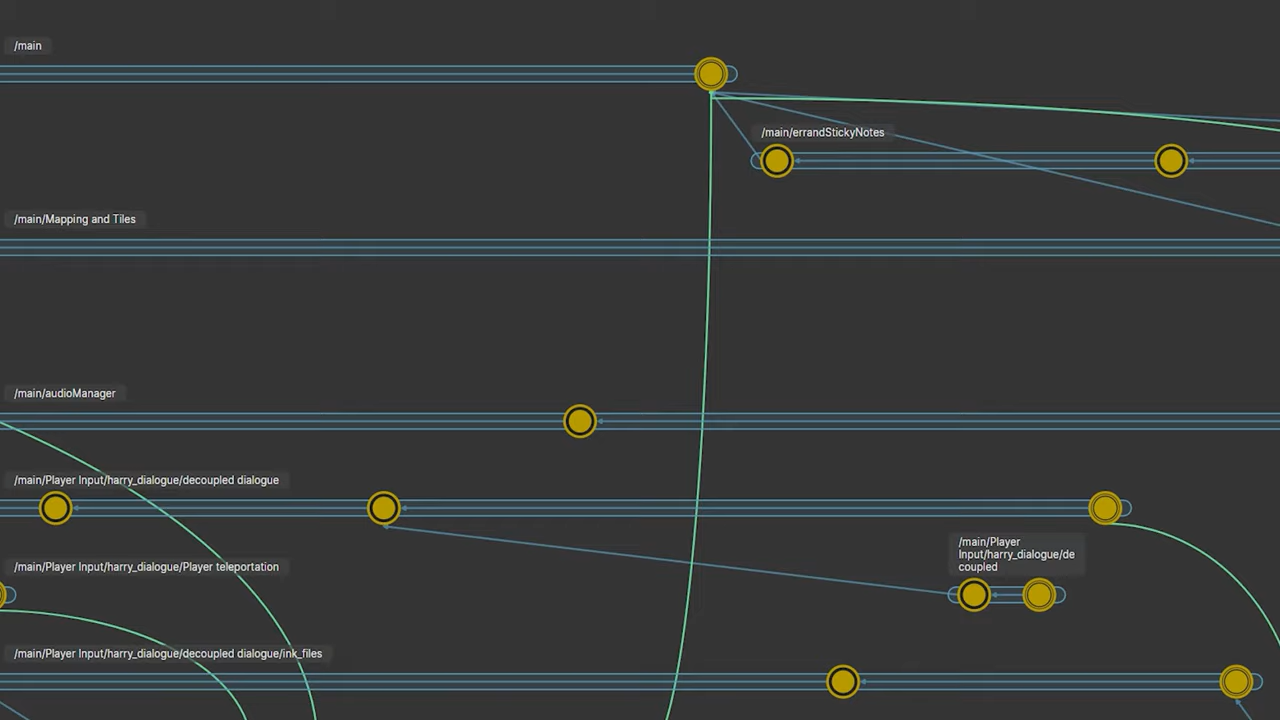 /main
/main/errandStickyNotes
/main/Mapping and Tiles
/main/audioManager
/main/Player Input/harry_dialogue/decoupled dialogue
/main/Player
Input/harry_dialogue/de
coupled
/main/Player Input/harry_dialogue/Player teleportation
/main/Player Input/harry_dialogue/decoupled dialogue/ink_files